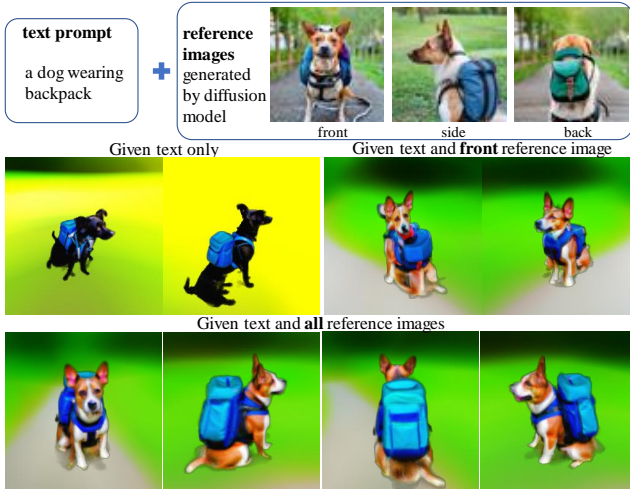 text prompt
a dog wearing
backpack
reference
images
generated
by diffusion
model
front side back
Given text only
Given text and front reference image
Given text and all reference images